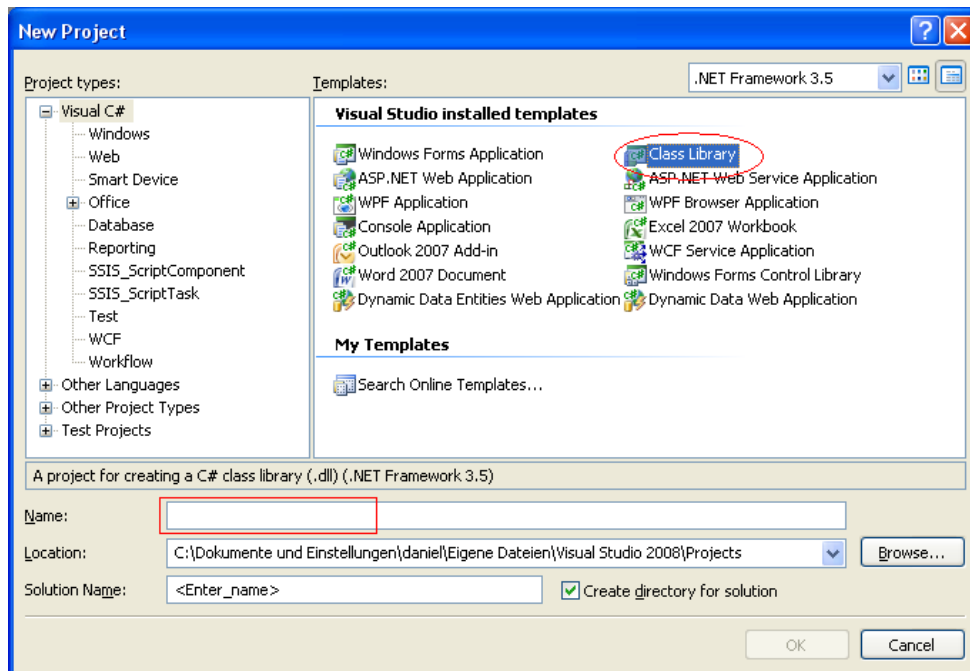 New Project
Project types:
Templates:
.NET Framework 3.5
Visual C#
Windows
Web
Smart Device
Office
Database
Reporting
SSIS_ScriptComponent
SSIS_ScriptTask
Test
WCF
Workflow
Other Languages
Other Project Types
Test Projects
Visual Studio installed templates
Windows Forms Application
Class Library
ASP.NET Web Application
ASP.NET Web Service Application
WPF Application
WPF Browser Application
Console Application
Excel 2007 Workbook
Outlook 2007 Add-in
WCF Service Application
Word 2007 Document
Windows Forms Control Library
Dynamic Data Entities Web Application
Dynamic Data Web Application
My Templates
Search Online Templates...
A project for creating a C# class library (.dll) (.NET Framework 3.5)
Name:
Location:
C:\Dokumente und Einstellungen\daniel\Eigene Dateien\Visual Studio 2008\Projects
Browse...
Solution Name:
<Enter_name>
Create directory for solution
OK
Cancel